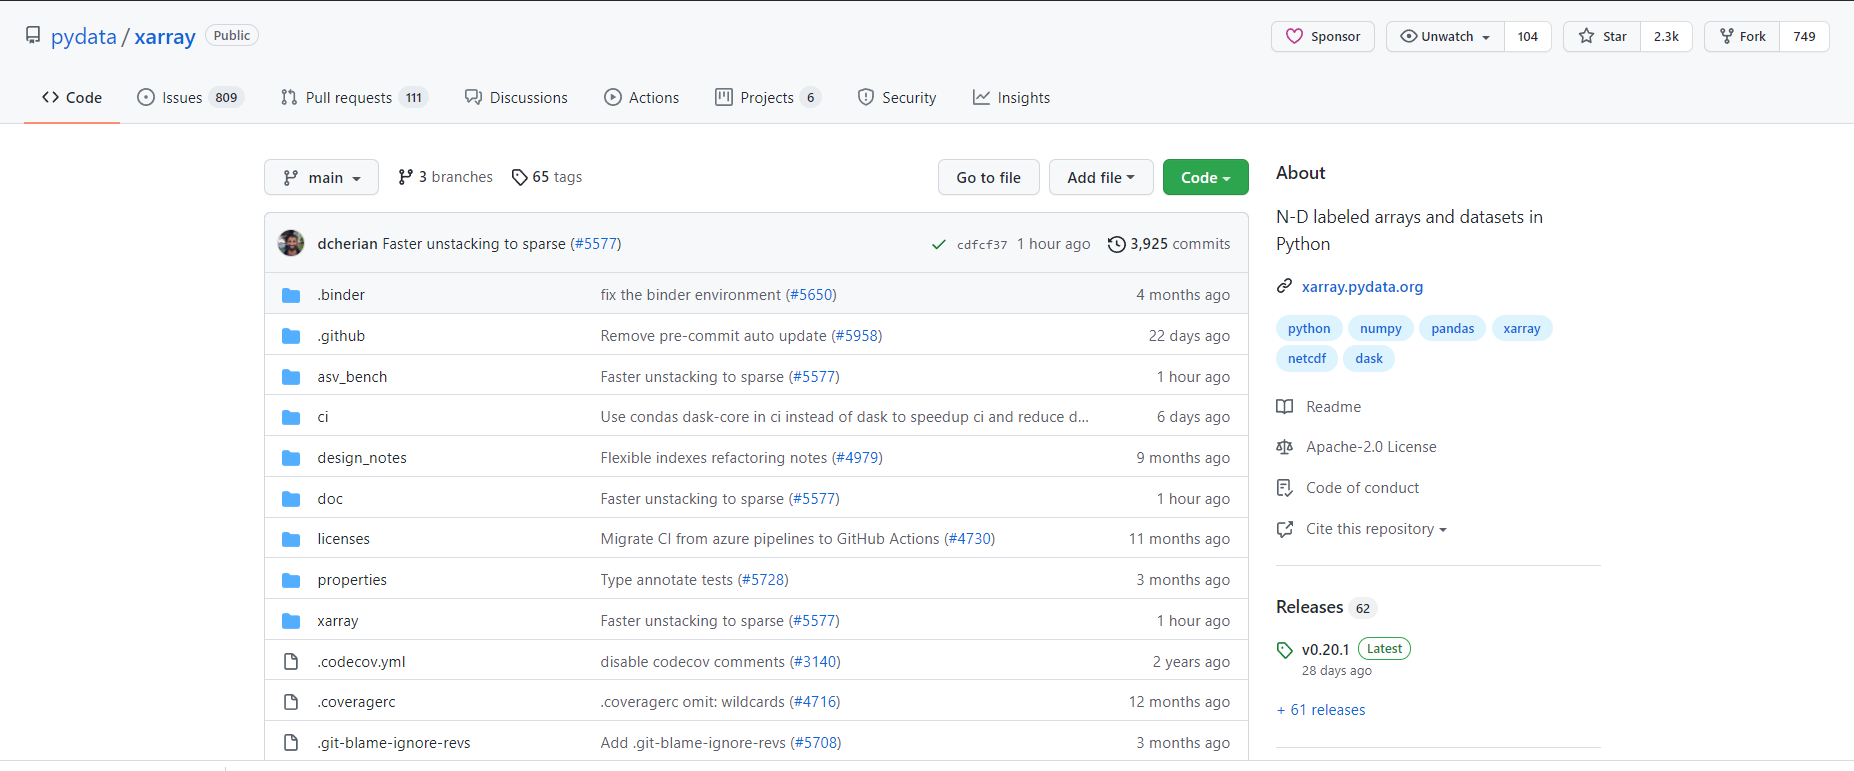 pydata / xarray Public Sponsor Unwatch 104 Star 2.3k Fork 749
Code Issues 809 Pull requests 111 Discussions Actions Projects 6 Security Insights
main 3 branches 65 tags Go to file Add file Code
dcherian Faster unstacking to sparse (#5577) cdfcf37 1 hour ago 3,925 commits
.binder fix the binder environment (#5650) 4 months ago
.github Remove pre-commit auto update (#5958) 22 days ago
asv_bench Faster unstacking to sparse (#5577) 1 hour ago
ci Use condas dask-core in ci instead of dask to speedup ci and reduce d... 6 days ago
design_notes Flexible indexes refactoring notes (#4979) 9 months ago
doc Faster unstacking to sparse (#5577) 1 hour ago
licenses Migrate CI from azure pipelines to GitHub Actions (#4730) 11 months ago
properties Type annotate tests (#5728) 3 months ago
xarray Faster unstacking to sparse (#5577) 1 hour ago
.codecov.yml disable codecov comments (#3140) 2 years ago
.coveragerc .coveragerc omit: wildcards (#4716) 12 months ago
.git-blame-ignore-revs Add .git-blame-ignore-revs (#5708) 3 months ago
About
N-D labeled arrays and datasets in
Python
xarray.pydata.org
python numpy pandas xarray
netcdf dask
Readme
Apache-2.0 License
Code of conduct
Cite this repository
Releases 62
v0.20.1 Latest
28 days ago
+ 61 releases